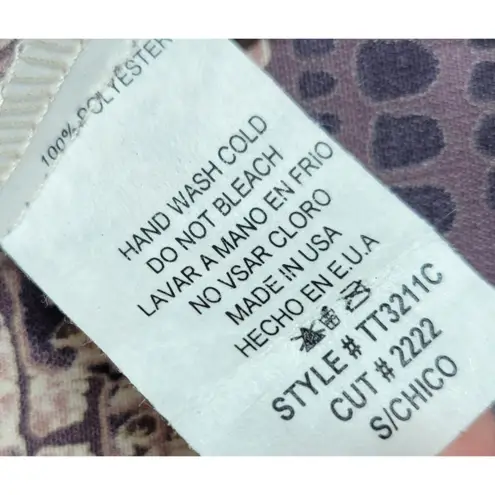 100% POLYESTER
HAND WASH COLD
DO NOT BLEACH
LAVAR A MANO EN FRIO
NO VSAR CLORO
MADE IN USA
HECHO EN E.U.A
STYLE # TT3211C
CUT # 2222
S/CHICO